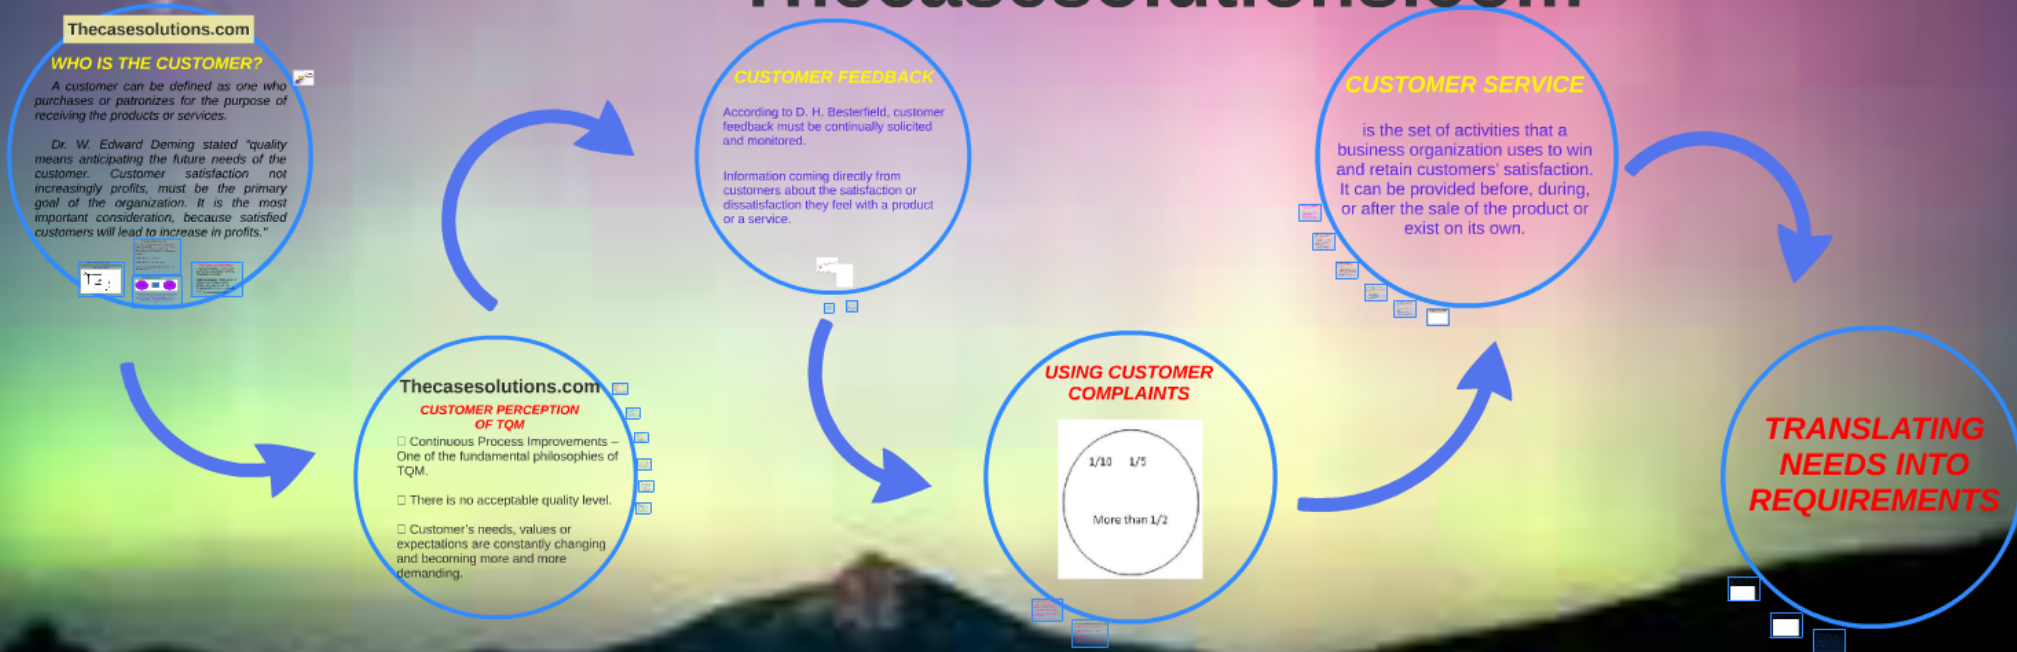 Thecasesolutions.com
Thecasesolutions.com
WHO IS THE CUSTOMER?
A customer can be defined as one who
purchases or patronizes for the purpose of
receiving the products or services.
Dr. W. Edward Deming stated "quality
means anticipating the future needs of the
customer. Customer satisfaction not
increasingly profits, must be the primary
goal of the organization. It is the most
important consideration, because satisfied
customers will lead to increase in profits."
Thecasesolutions.com
CUSTOMER PERCEPTION
OF TQM
Continuous Process Improvements –
One of the fundamental philosophies of
TQM.
There is no acceptable quality level.
Customer's needs, values or
expectations are constantly changing
and becoming more and more
demanding.
CUSTOMER FEEDBACK
According to D. H. Besterfield, customer
feedback must be continually solicited
and monitored.
Information coming directly from
customers about the satisfaction or
dissatisfaction they feel with a product
or a service.
USING CUSTOMER
COMPLAINTS
1/10 1/5
More than 1/2
CUSTOMER SERVICE
is the set of activities that a
business organization uses to win
and retain customers' satisfaction.
It can be provided before, during,
or after the sale of the product or
exist on its own.
TRANSLATING
NEEDS INTO
REQUIREMENTS